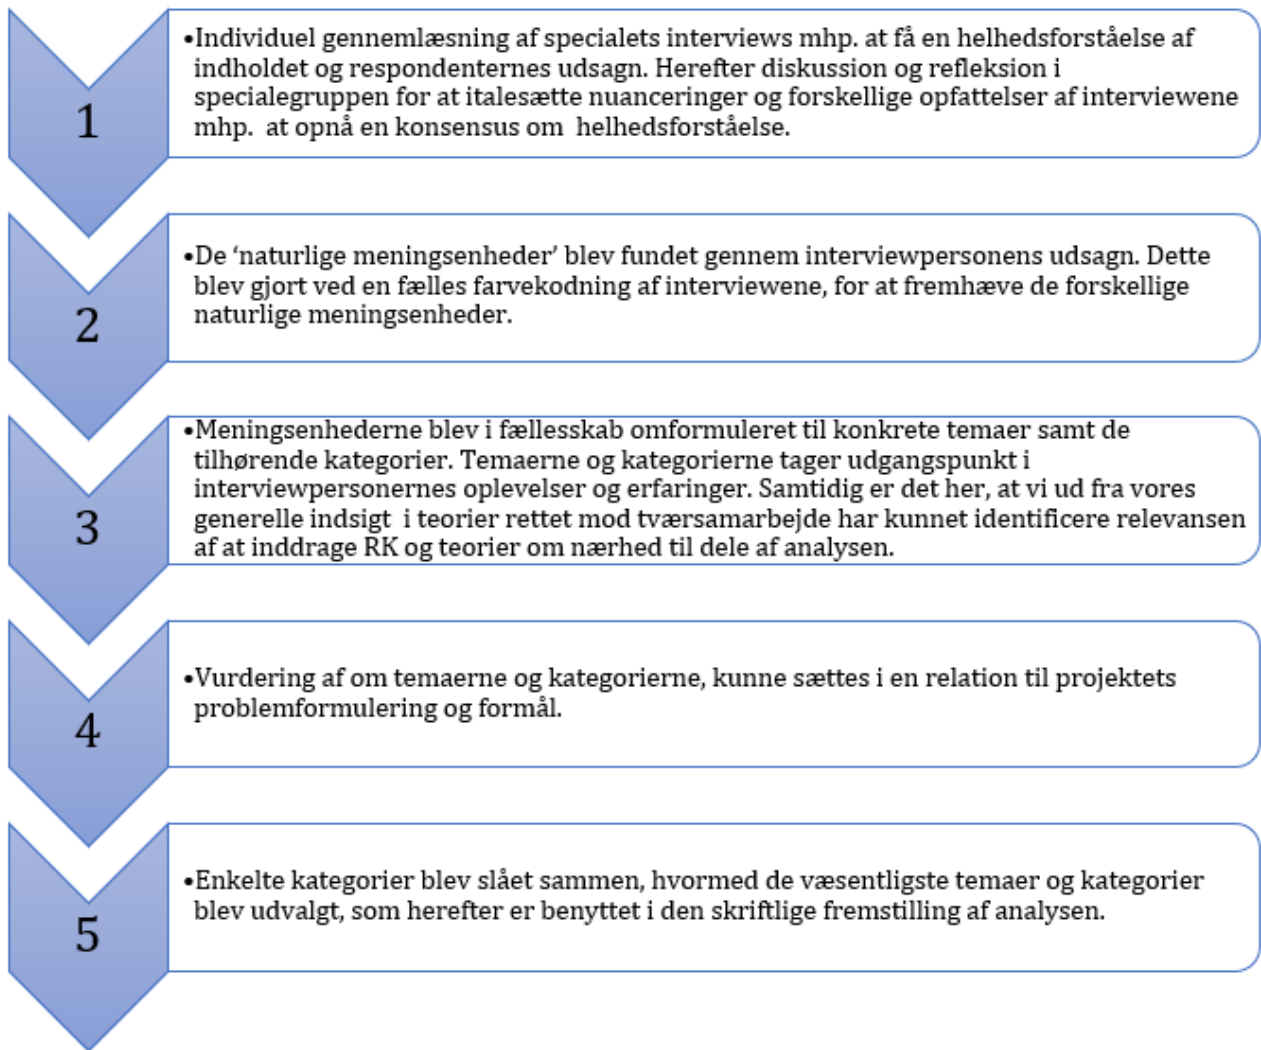 1
•Individuel gennemlæsning af specialets interviews mhp. at få en helhedsforståelse af
indholdet og respondenternes udsagn. Herefter diskussion og refleksion i
specialegruppen for at italesætte nuanceringer og forskellige opfattelser af interviewene
mhp. at opnå en konsensus om helhedsforståelse.
2
•De ‘naturlige meningsenheder’ blev fundet gennem interviewpersonens udsagn. Dette
blev gjort ved en fælles farvekodning af interviewene, for at fremhæve de forskellige
naturlige meningsenheder.
3
•Meningsenhederne blev i fællesskab omformuleret til konkrete temaer samt de
tilhørende kategorier. Temaerne og kategorierne tager udgangspunkt i
interviewpersonernes oplevelser og erfaringer. Samtidig er det her, at vi ud fra vores
generelle indsigt i teorier rettet mod tværsamarbejde har kunnet identificere relevansen
af at inddrage RK og teorier om nærhed til dele af analysen.
4
•Vurdering af om temaerne og kategorierne, kunne sættes i en relation til projektets
problemformulering og formål.
5
•Enkelte kategorier blev slået sammen, hvormed de væsentligste temaer og kategorier
blev udvalgt, som herefter er benyttet i den skriftlige fremstilling af analysen.